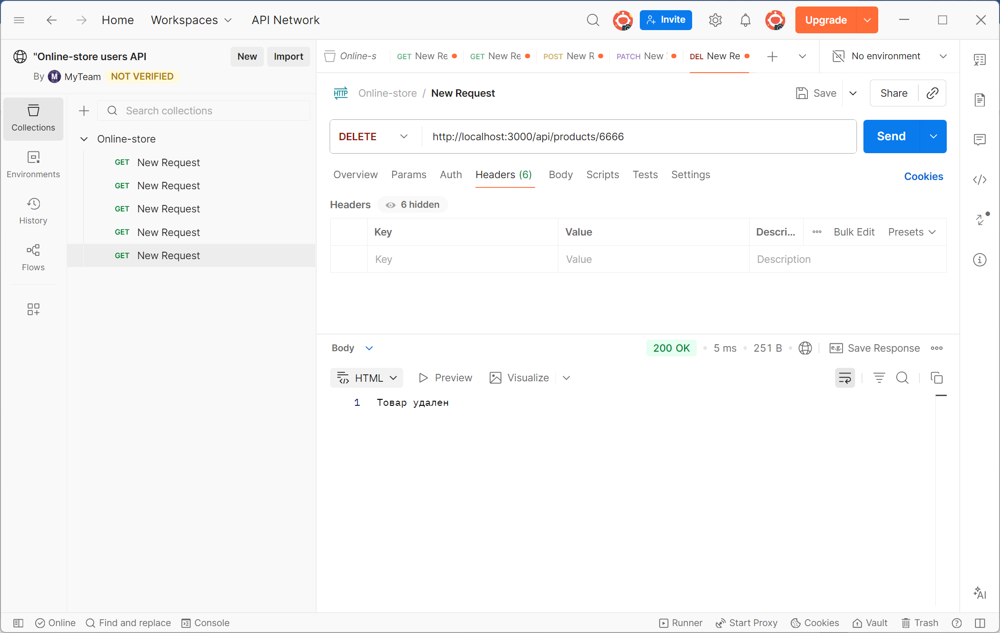 Home Workspaces API Network Invite Upgrade
"Online-store users API New Import
By M MyTeam NOT VERIFIED
Online-s GET New Re GET New Re POST New R PATCH New DEL New Re No environment
HTTP Online-store / New Request Save Share
Collections
Environments
History
Flows
Search collections
Online-store
GET New Request
GET New Request
GET New Request
GET New Request
GET New Request
DELETE http://localhost:3000/api/products/6666 Send
Overview Params Auth Headers (6) Body Scripts Tests Settings Cookies
Headers 6 hidden
Key Value Descri... Bulk Edit Presets
Key Value Description
Body 200 OK 5 ms 251 B e.g. Save Response
HTML Preview Visualize
1 Товар удален
AI
Online Find and replace Console Runner Start Proxy Cookies Vault Trash